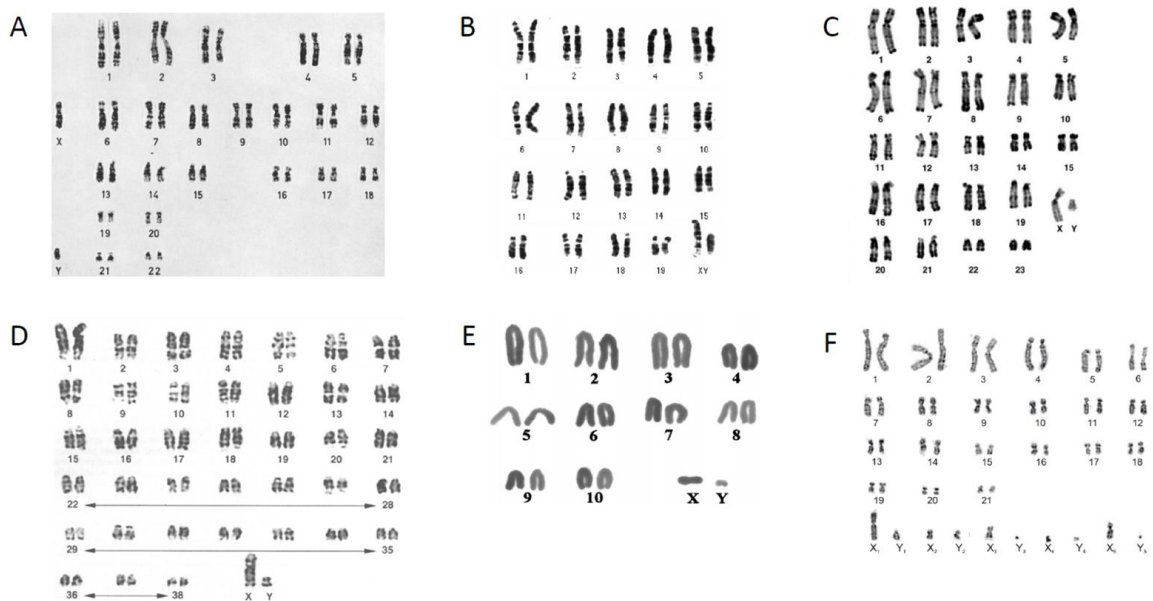 A
1 2 3 4 5
X 6 7 8 9 10 11 12
13 14 15 16 17 18
19 20
Y 21 22
B
1 2 3 4 5
6 7 8 9 10
11 12 13 14 15
16 17 18 19 XY
C
1 2 3 4 5
6 7 8 9 10
11 12 13 14 15
16 17 18 19 X Y
20 21 22 23
D
1 2 3 4 5 6 7
8 9 10 11 12 13 14
15 16 17 18 19 20 21
22 28
29 35
36 38 X Y
E
1 2 3 4
5 6 7 8
9 10 X Y
F
1 2 3 4 5 6
7 8 9 10 11 12
13 14 15 16 17 18
19 20 21
X₁ Y₁ X₂ Y₂ X₃ Y₃ X₄ Y₄ X₅ Y₅